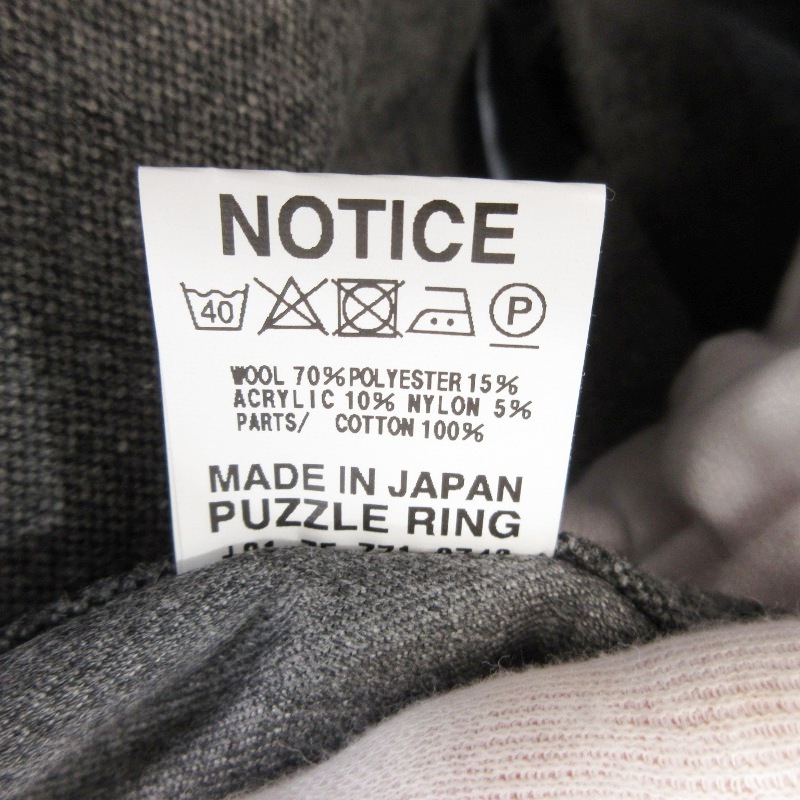 NOTICE
40 P
WOOL 70% POLYESTER 15%
ACRYLIC 10% NYLON 5%
PARTS/ COTTON 100%
MADE IN JAPAN
PUZZLE RING